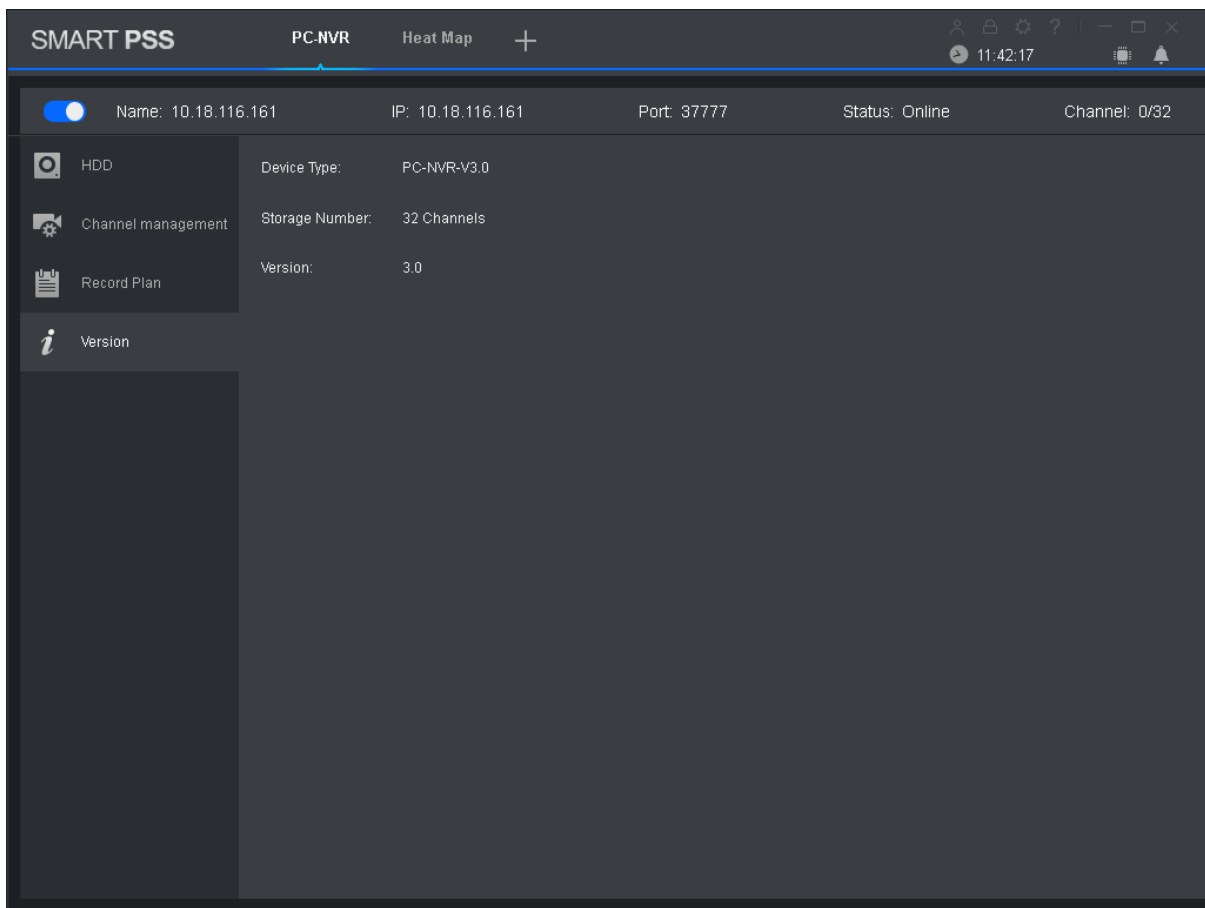 SMART PSS PC-NVR Heat Map
11:42:17
Name: 10.18.116.161 IP: 10.18.116.161 Port: 37777 Status: Online Channel: 0/32
HDD
Channel management
Record Plan
Version
Device Type: PC-NVR-V3.0
Storage Number: 32 Channels
Version: 3.0